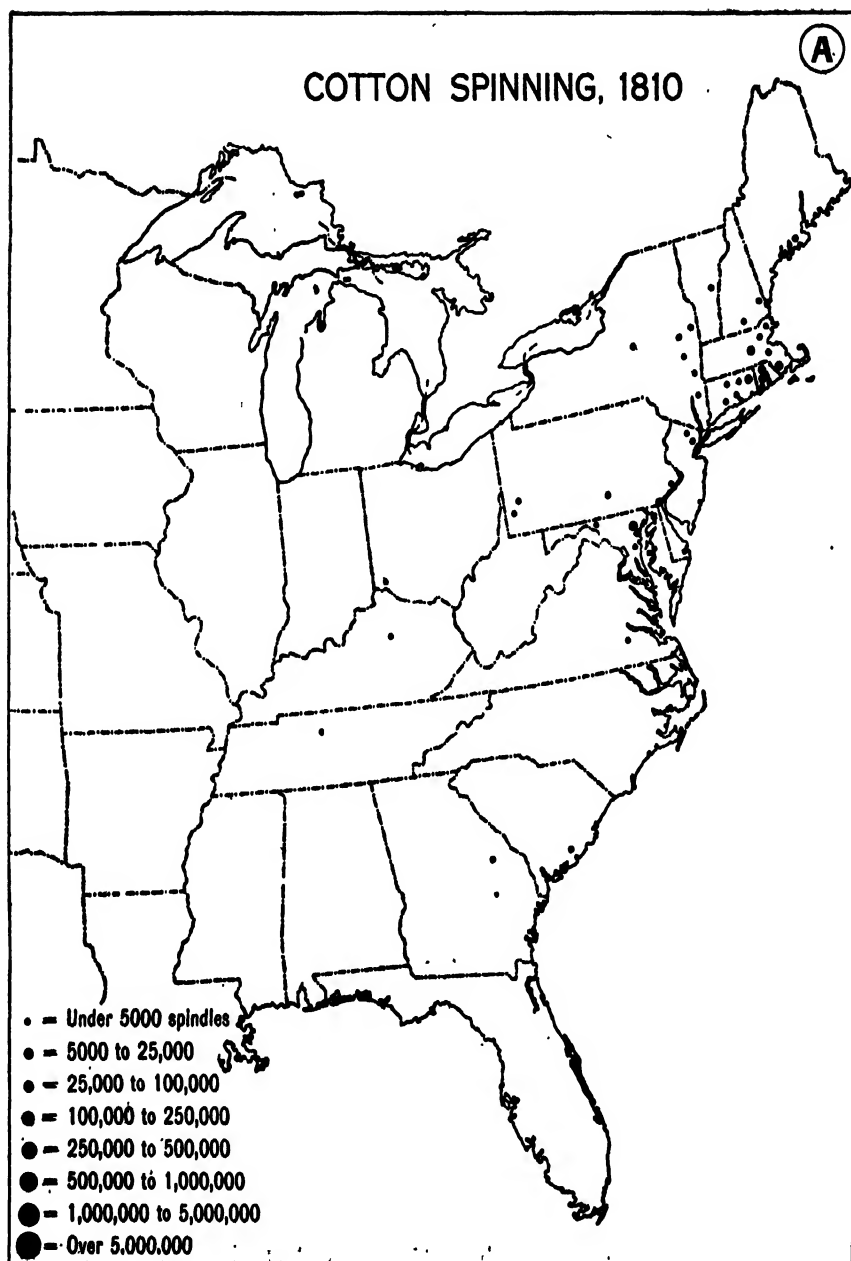 A
COTTON SPINNING, 1810
• = Under 5000 spindles
• = 5000 to 25,000
• = 25,000 to 100,000
• = 100,000 to 250,000
• = 250,000 to 500,000
• = 500,000 to 1,000,000
• = 1,000,000 to 5,000,000
• = Over 5.000.000